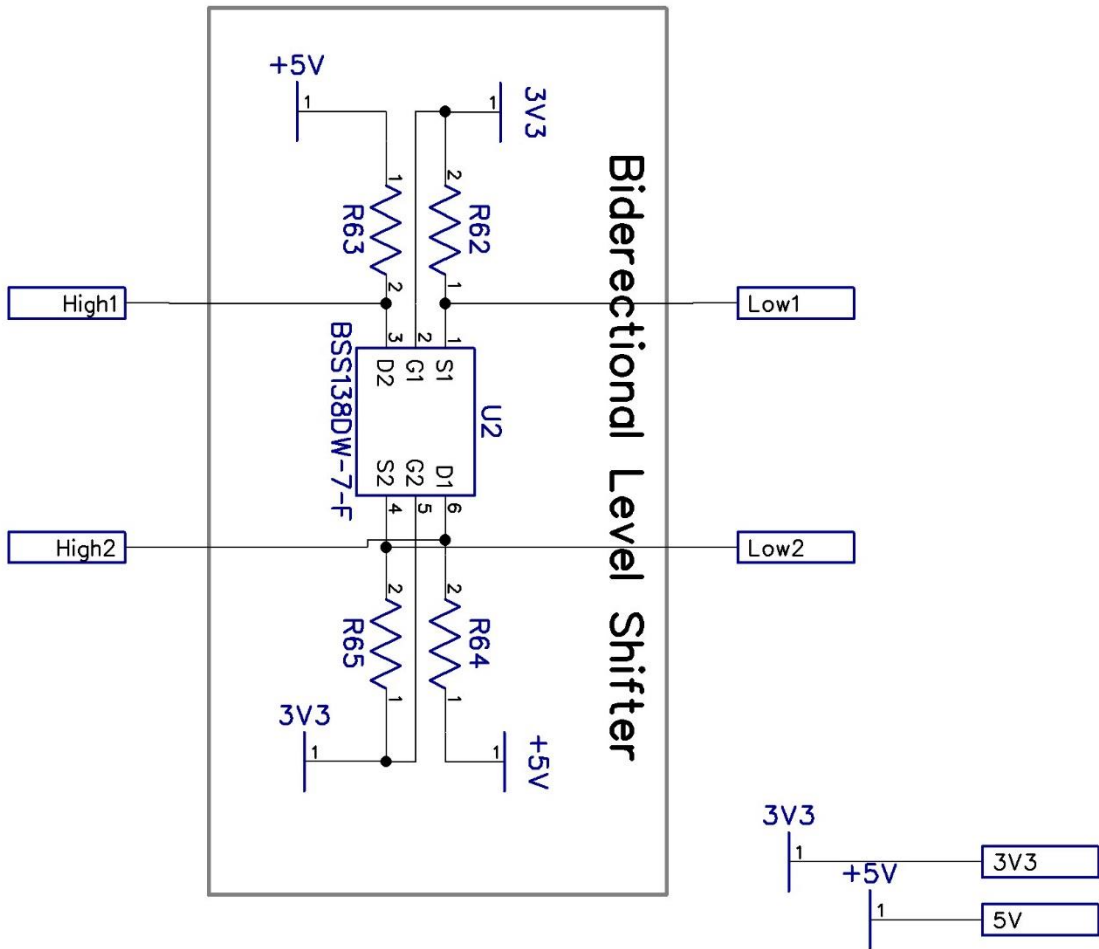 +5V
1
1
3V3
1
R63
2
2
R62
1
Biderectional Level Shifter
High1
Low1
3
D2
2
G1
1
S1
BSS138DW-7-F
U2
S2
4
G2
5
D1
6
High2
Low2
2
R65
1
2
R64
1
3V3
1
1
+5V
3V3
1
3V3
+5V
1
5V